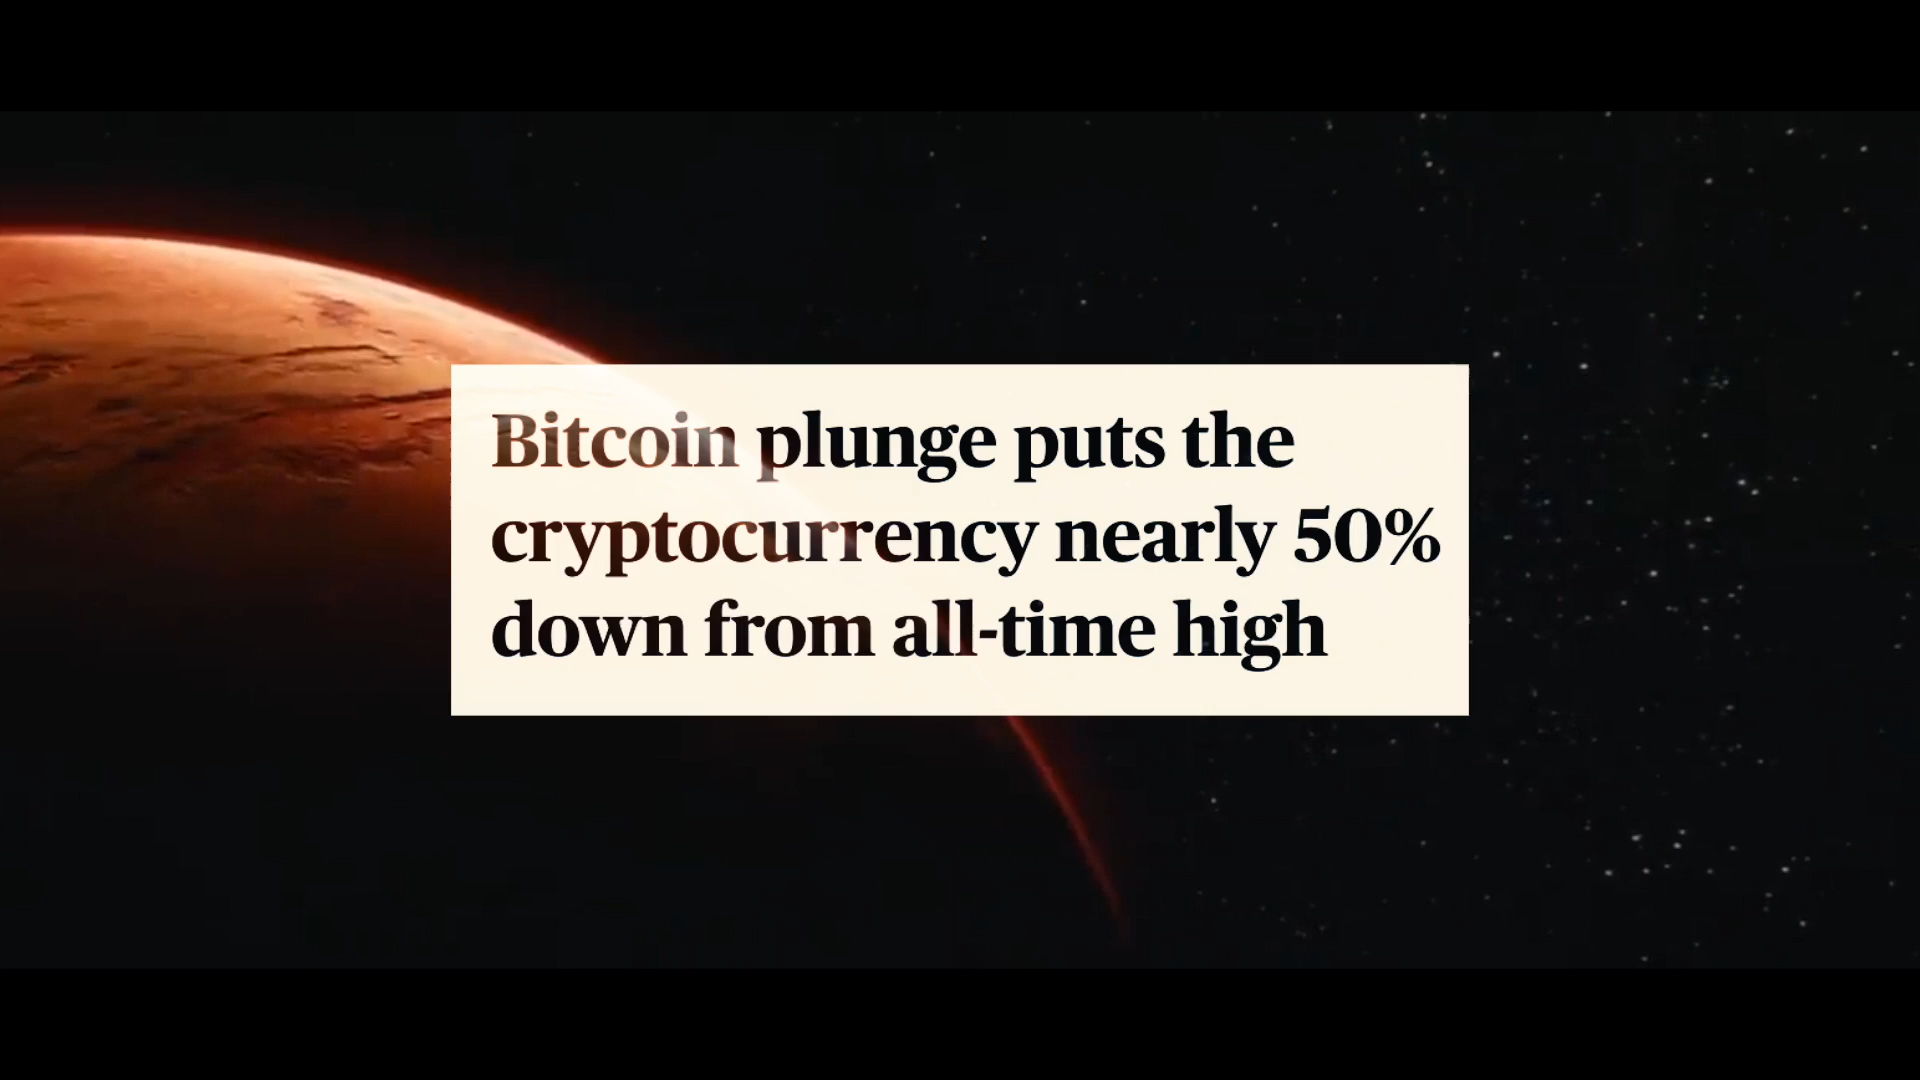 Bitcoin plunge puts the
cryptocurrency nearly 50%
down from all-time high